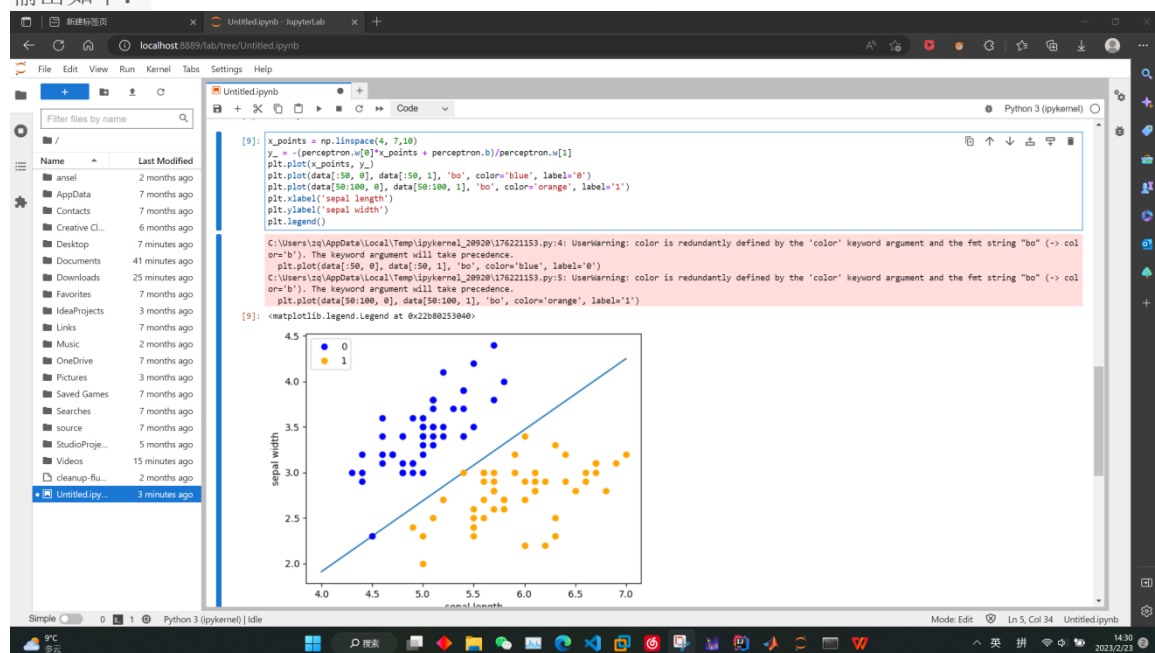 输出如下：
新建标签页
Untitled.ipynb - JupyterLab
localhost:8889/lab/tree/Untitled.ipynb
File Edit View Run Kernel Tabs Settings Help
Untitled.ipynb
Code
Python 3 (ipykernel)
Filter files by name
/
Name Last Modified
ansel 2 months ago
AppData 7 months ago
Contacts 7 months ago
Creative Cl... 6 months ago
Desktop 7 minutes ago
Documents 41 minutes ago
Downloads 25 minutes ago
Favorites 7 months ago
IdeaProjects 3 months ago
Links 7 months ago
Music 2 months ago
OneDrive 7 months ago
Pictures 3 months ago
Saved Games 7 months ago
Searches 7 months ago
source 7 months ago
StudioProje... 5 months ago
Videos 15 minutes ago
cleanup-flu... 2 months ago
Untitled.ipy... 3 minutes ago
[9]: x_points = np.linspace(4, 7,10)
y_ = -(perceptron.w[0]*x_points + perceptron.b)/perceptron.w[1]
plt.plot(x_points, y_)
plt.plot(data[:50, 0], data[:50, 1], 'bo', color='blue', label='0')
plt.plot(data[50:100, 0], data[50:100, 1], 'bo', color='orange', label='1')
plt.xlabel('sepal length')
plt.ylabel('sepal width')
plt.legend()
C:\Users\zq\AppData\Local\Temp\ipykernel_20920\176221153.py:4: UserWarning: color is redundantly defined by the 'color' keyword argument and the fmt string "bo" (-> col
or='b'). The keyword argument will take precedence.
plt.plot(data[:50, 0], data[:50, 1], 'bo', color='blue', label='0')
C:\Users\zq\AppData\Local\Temp\ipykernel_20920\176221153.py:5: UserWarning: color is redundantly defined by the 'color' keyword argument and the fmt string "bo" (-> col
or='b'). The keyword argument will take precedence.
plt.plot(data[50:100, 0], data[50:100, 1], 'bo', color='orange', label='1')
[9]: <matplotlib.legend.Legend at 0x22b80253040>
0
1
4.5
4.0
3.5
3.0
2.5
2.0
sepal width
4.0 4.5 5.0 5.5 6.0 6.5 7.0
sepal length
Simple 0 1 Python 3 (ipykernel) | Idle
Mode: Edit Ln 5, Col 34 Untitled.ipynb
9°C
多云
搜索
英 拼
14:30
2023/2/23
2